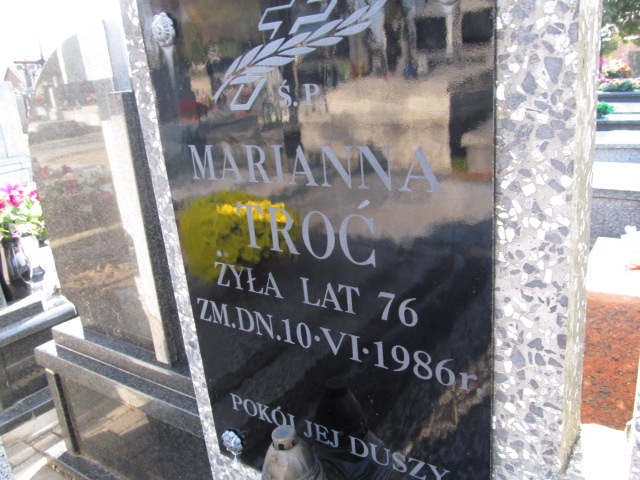 Ś.P.
MARIANNA
TROĆ
ŻYŁA LAT 76
ZM.DN.10·VI·1986r
POKÓJ JEJ DUSZY